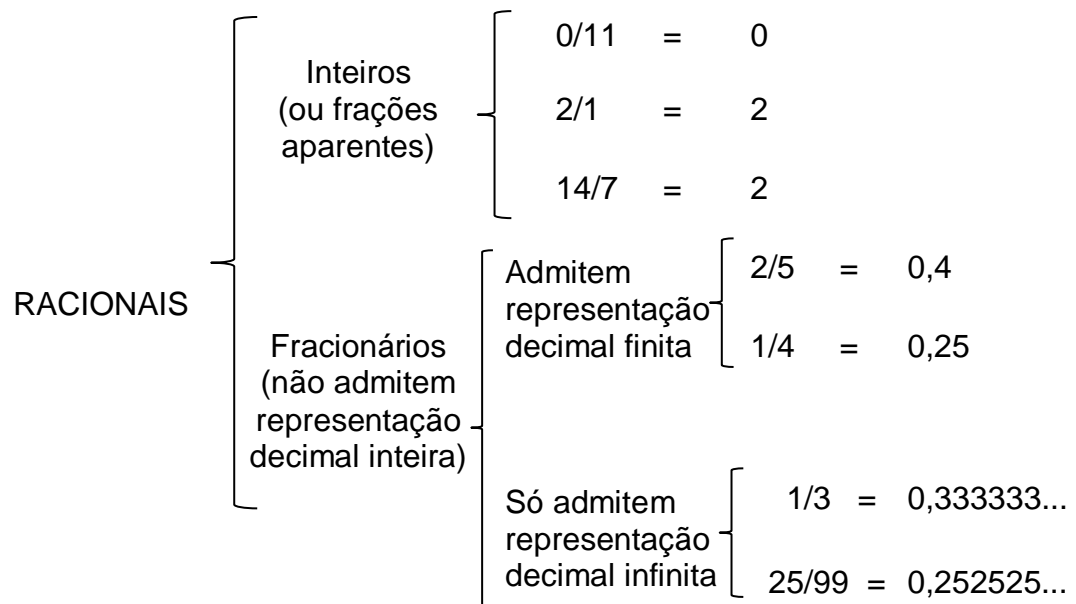 RACIONAIS
Inteiros
(ou frações
aparentes)
0/11 = 0
2/1 = 2
14/7 = 2
Fracionários
(não admitem
representação
decimal inteira)
Admitem
representação
decimal finita
2/5 = 0,4
1/4 = 0,25
Só admitem
representação
decimal infinita
1/3 = 0,333333...
25/99 = 0,252525...